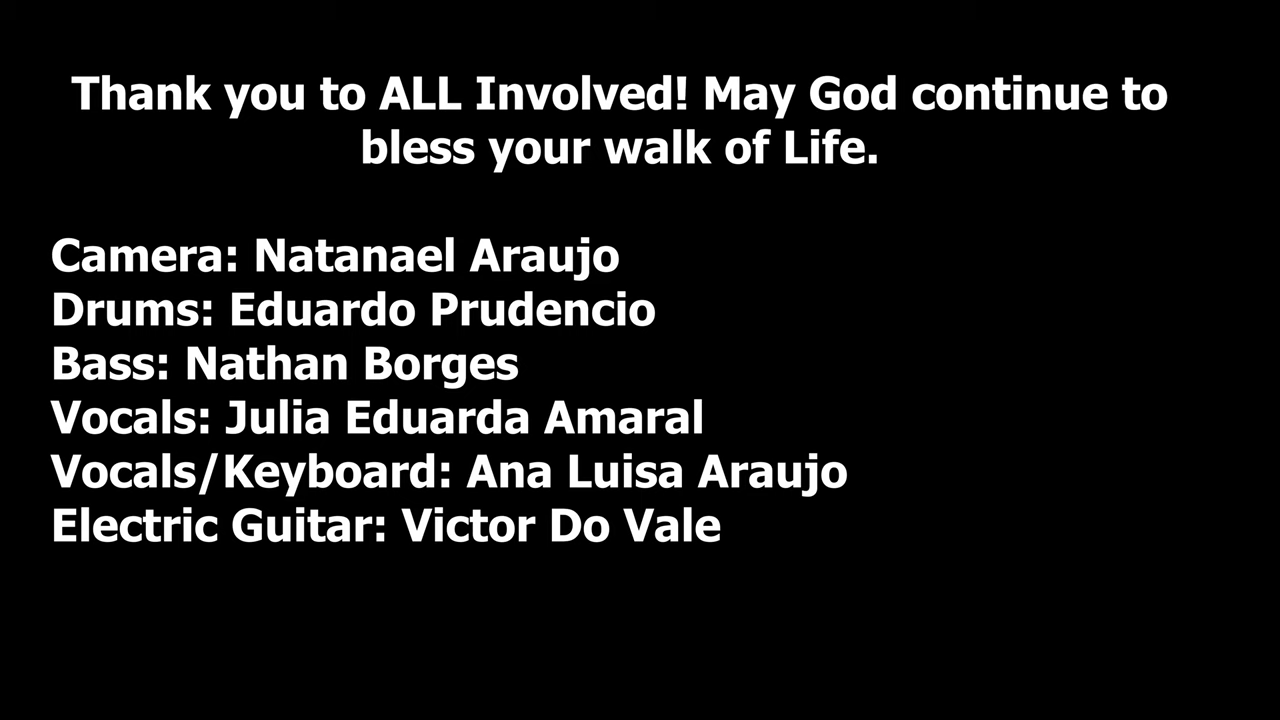 Thank you to ALL Involved! May God continue to
bless your walk of Life.
Camera: Natanael Araujo
Drums: Eduardo Prudencio
Bass: Nathan Borges
Vocals: Julia Eduarda Amaral
Vocals/Keyboard: Ana Luisa Araujo
Electric Guitar: Victor Do Vale